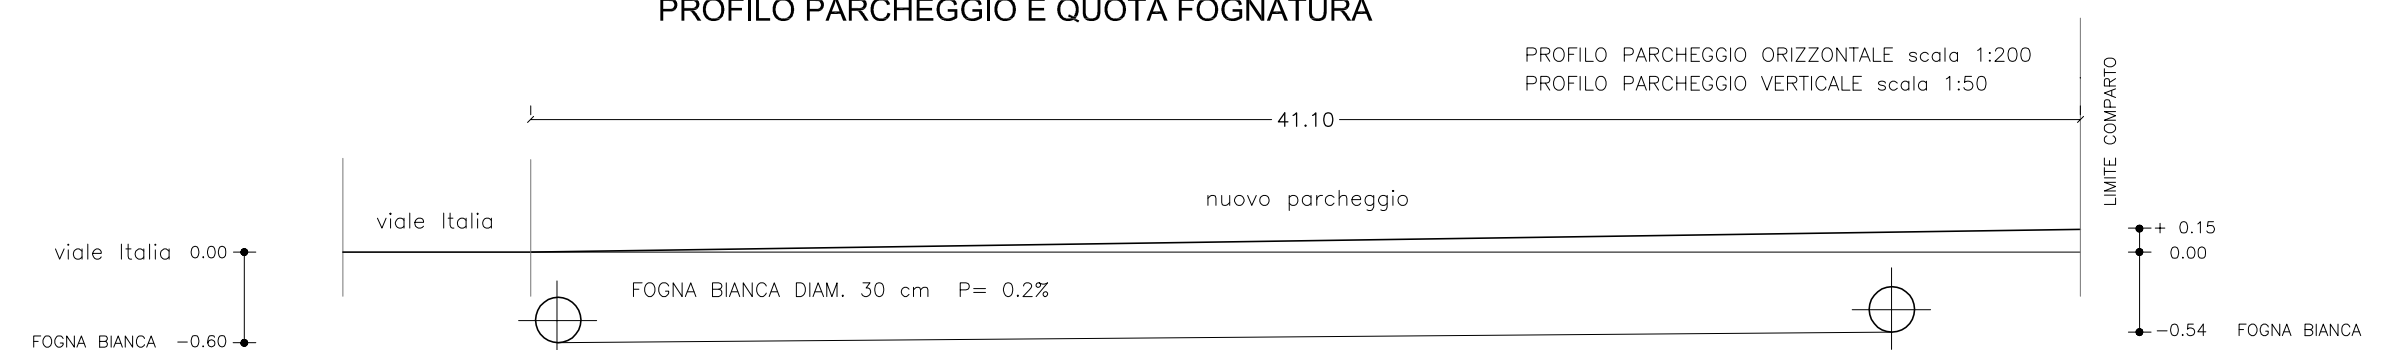 PROFILO PARCHEGGIO E QUOTA FOGNATURA
PROFILO PARCHEGGIO ORIZZONTALE scala 1:200
PROFILO PARCHEGGIO VERTICALE scala 1:50
LIMITE COMPARTO
41.10
nuovo parcheggio
viale Italia
viale Italia 0.00
+ 0.15
0.00
FOGNA BIANCA DIAM. 30 cm P= 0.2%
FOGNA BIANCA -0.60
-0.54 FOGNA BIANCA